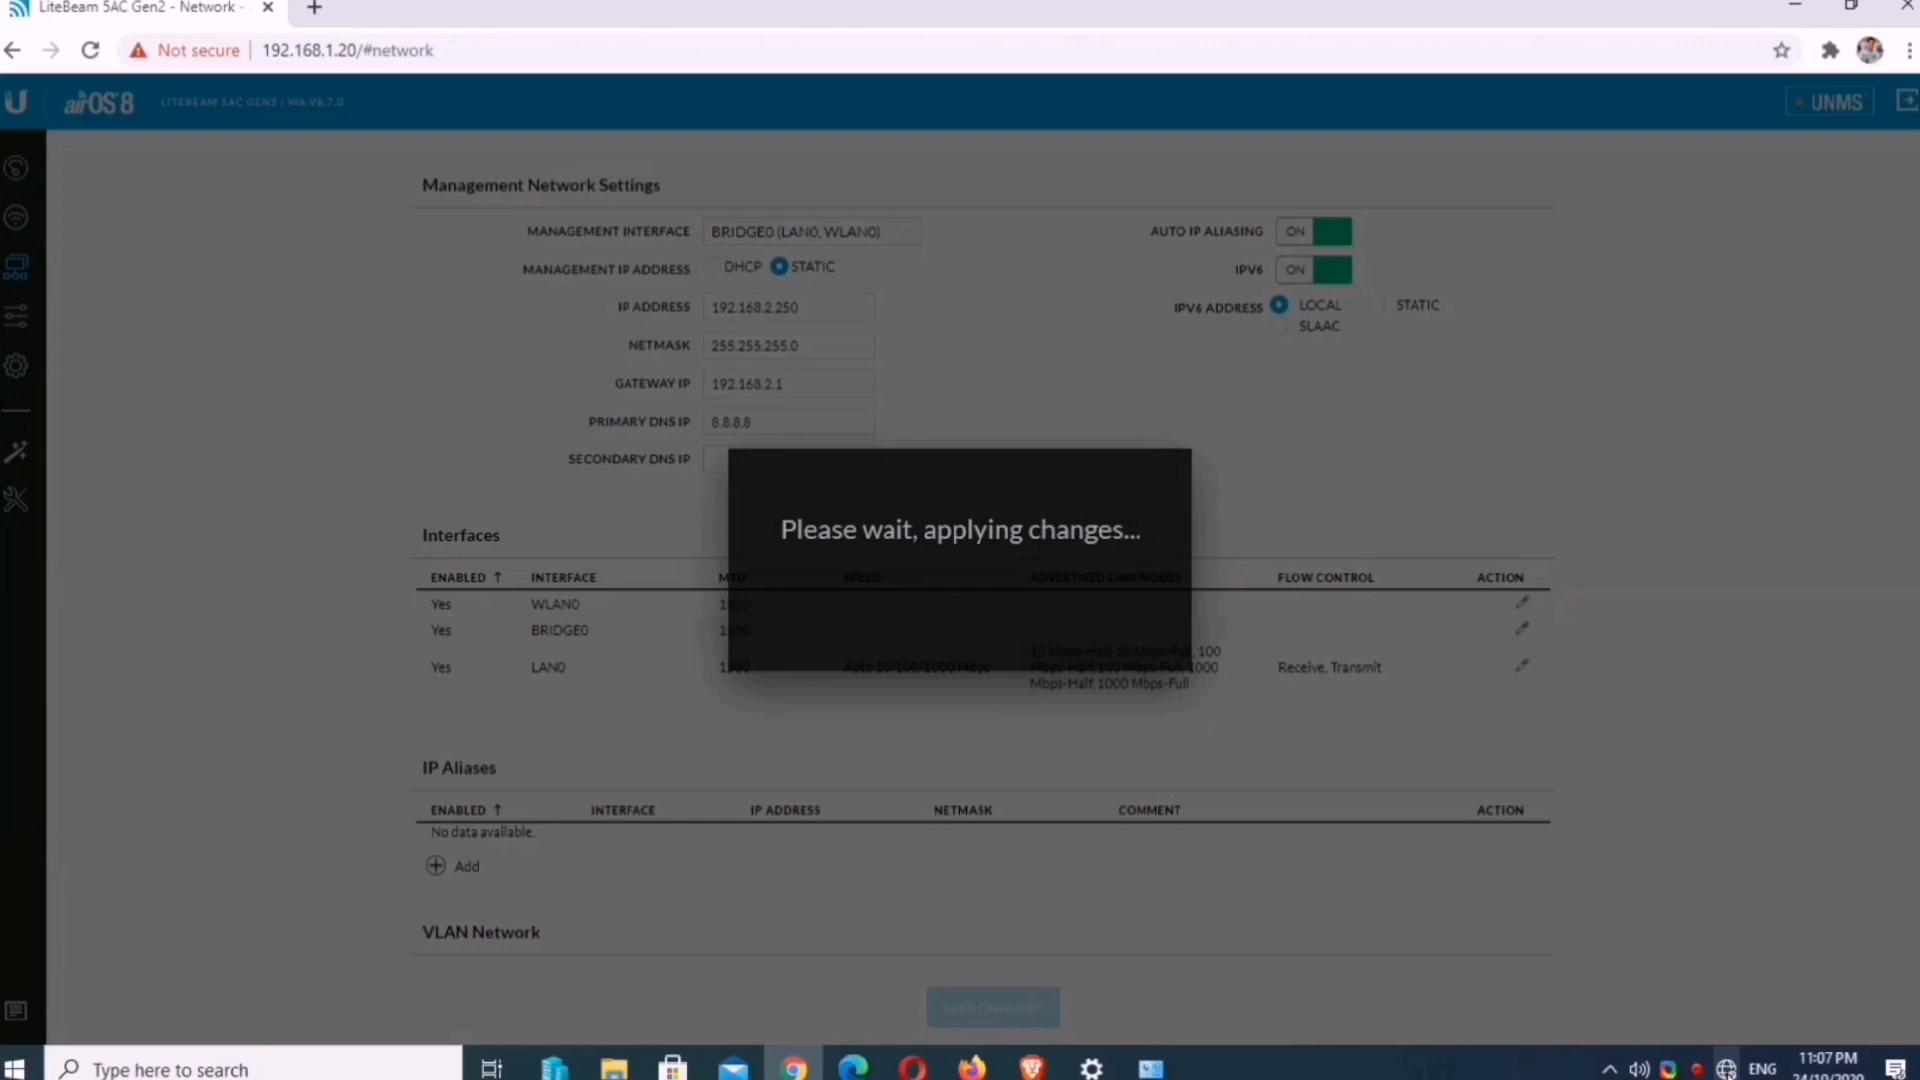 LiteBeam 5AC Gen2 - Network -
Not secure
192.168.1.20/#network
airOS 8
LITEBEAM 5AC GEN2 | WA.V8.7.0
UNMS
Management Network Settings
MANAGEMENT INTERFACE BRIDGE0 (LAN0, WLAN0)
AUTO IP ALIASING ON
MANAGEMENT IP ADDRESS DHCP STATIC
IPV6 ON
IP ADDRESS 192.168.2.250
IPV6 ADDRESS LOCAL STATIC
SLAAC
NETMASK 255.255.255.0
GATEWAY IP 192.168.2.1
PRIMARY DNS IP 8.8.8.8
SECONDARY DNS IP
Please wait, applying changes...
Interfaces
ENABLED ↑ INTERFACE MTU SPEED ADVERTISED LINK MODES FLOW CONTROL ACTION
Yes WLAN0 1500
Yes BRIDGE0 1500
Yes LAN0 1500 Auto 10/100/1000 Mbps
10 Mbps-Half, 10 Mbps-Full, 100
Mbps-Half, 100 Mbps-Full, 1000
Mbps-Half, 1000 Mbps-Full
Receive, Transmit
IP Aliases
ENABLED ↑ INTERFACE IP ADDRESS NETMASK COMMENT ACTION
No data available.
Add
VLAN Network
SAVE CHANGES
Type here to search
ENG
11:07 PM
24/10/2020